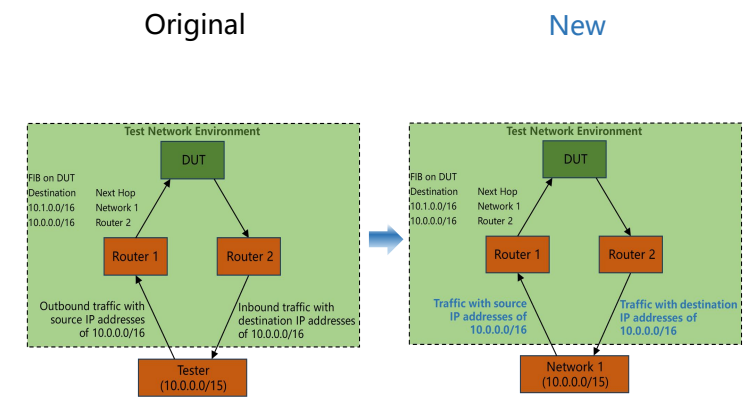 Original
New
Test Network Environment
DUT
FIB on DUT
Destination Next Hop
10.1.0.0/16 Network 1
10.0.0.0/16 Router 2
Router 1
Router 2
Outbound traffic with
source IP addresses
of 10.0.0.0/16
Inbound traffic with
destination IP addresses
of 10.0.0.0/16
Tester
(10.0.0.0/15)
Test Network Environment
DUT
FIB on DUT
Destination Next Hop
10.1.0.0/16 Network 1
10.0.0.0/16 Router 2
Router 1
Router 2
Traffic with source
IP addresses of
10.0.0.0/16
Traffic with destination
IP addresses of
10.0.0.0/16
Network 1
(10.0.0.0/15)